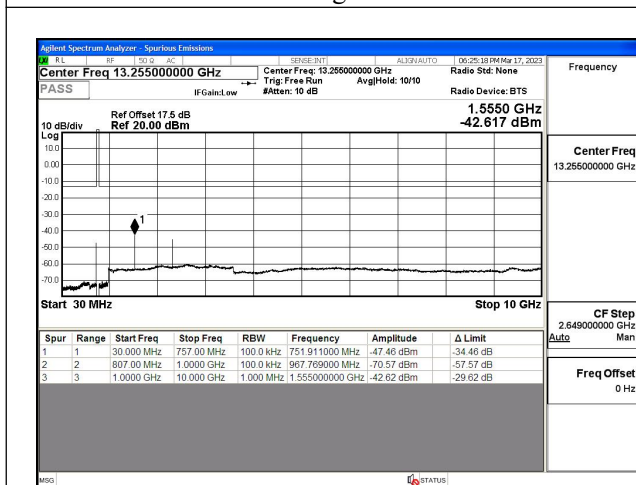 Agilent Spectrum Analyzer - Spurious Emissions
RL RF 50 Ω AC SENSE:INT ALIGN AUTO 06:25:18 PM Mar 17, 2023
Center Freq 13.255000000 GHz
Center Freq: 13.255000000 GHz
Radio Std: None
PASS
IFGain:Low
Trig: Free Run Avg|Hold: 10/10
#Atten: 10 dB
Radio Device: BTS
Frequency
Ref Offset 17.5 dB
1.5550 GHz
10 dB/div Ref 20.00 dBm -42.617 dBm
Log
10.0
0.00
-10.0
-20.0
-30.0
1
-40.0
-50.0
-60.0
-70.0
Start 30 MHz Stop 10 GHz
Center Freq
13.255000000 GHz
Spur Range Start Freq Stop Freq RBW Frequency Amplitude Δ Limit
1 1 30.000 MHz 757.00 MHz 100.0 kHz 751.911000 MHz -47.46 dBm -34.46 dB
2 2 807.00 MHz 1.0000 GHz 100.0 kHz 967.769000 MHz -70.57 dBm -57.57 dB
3 3 1.0000 GHz 10.000 GHz 1.000 MHz 1.555000000 GHz -42.62 dBm -29.62 dB
CF Step
2.649000000 GHz
Auto Man
Freq Offset
0 Hz
MSG STATUS